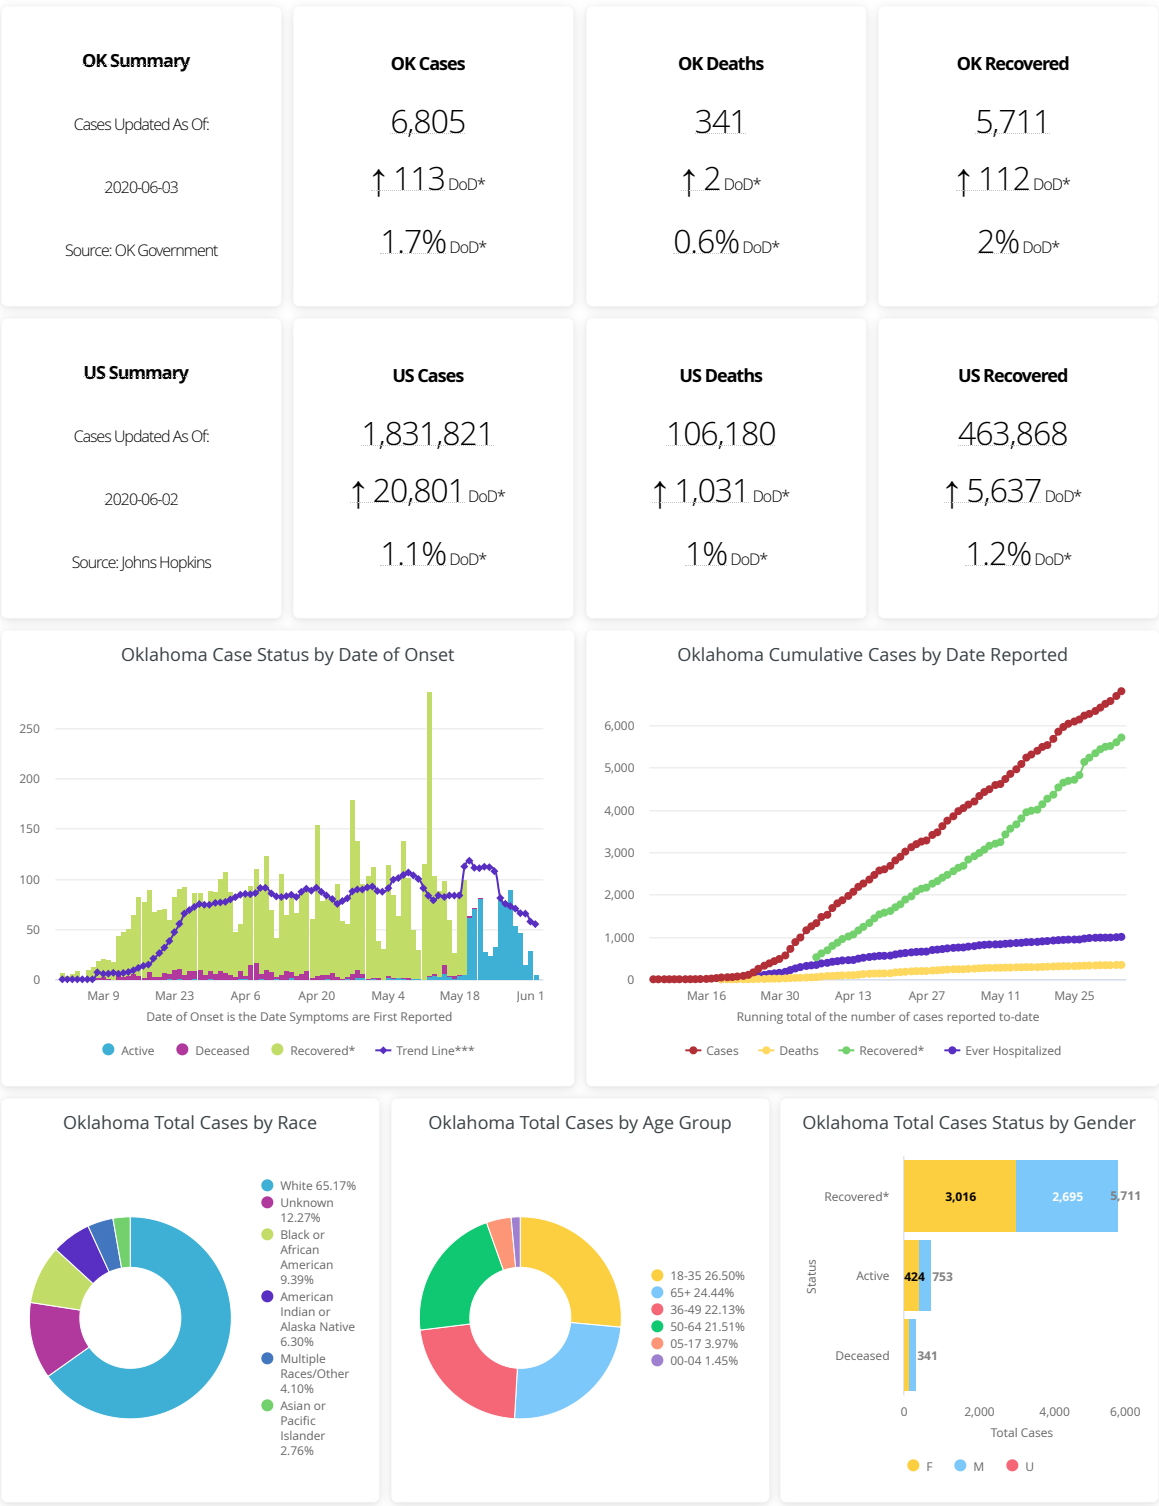 OK Summary
Cases Updated As Of:
2020-06-03
Source: OK Government
OK Cases
6,805
↑ 113 DoD*
1.7% DoD*
OK Deaths
341
↑ 2 DoD*
0.6% DoD*
OK Recovered
5,711
↑ 112 DoD*
2% DoD*
US Summary
Cases Updated As Of:
2020-06-02
Source: Johns Hopkins
US Cases
1,831,821
↑ 20,801 DoD*
1.1% DoD*
US Deaths
106,180
↑ 1,031 DoD*
1% DoD*
US Recovered
463,868
↑ 5,637 DoD*
1.2% DoD*
Oklahoma Case Status by Date of Onset
250
200
150
100
50
0
Mar 9 Mar 23 Apr 6 Apr 20 May 4 May 18 Jun 1
Date of Onset is the Date Symptoms are First Reported
Active Deceased Recovered* Trend Line***
Oklahoma Cumulative Cases by Date Reported
6,000
5,000
4,000
3,000
2,000
1,000
0
Mar 16 Mar 30 Apr 13 Apr 27 May 11 May 25
Running total of the number of cases reported to-date
Cases Deaths Recovered* Ever Hospitalized
Oklahoma Total Cases by Race
White 65.17%
Unknown
12.27%
Black or
African
American
9.39%
American
Indian or
Alaska Native
6.30%
Multiple
Races/Other
4.10%
Asian or
Pacific
Islander
2.76%
Oklahoma Total Cases by Age Group
18-35 26.50%
65+ 24.44%
36-49 22.13%
50-64 21.51%
05-17 3.97%
00-04 1.45%
Oklahoma Total Cases Status by Gender
Status
Recovered* 3,016 2,695 5,711
Active 424 753
Deceased 341
0 2,000 4,000 6,000
Total Cases
F M U